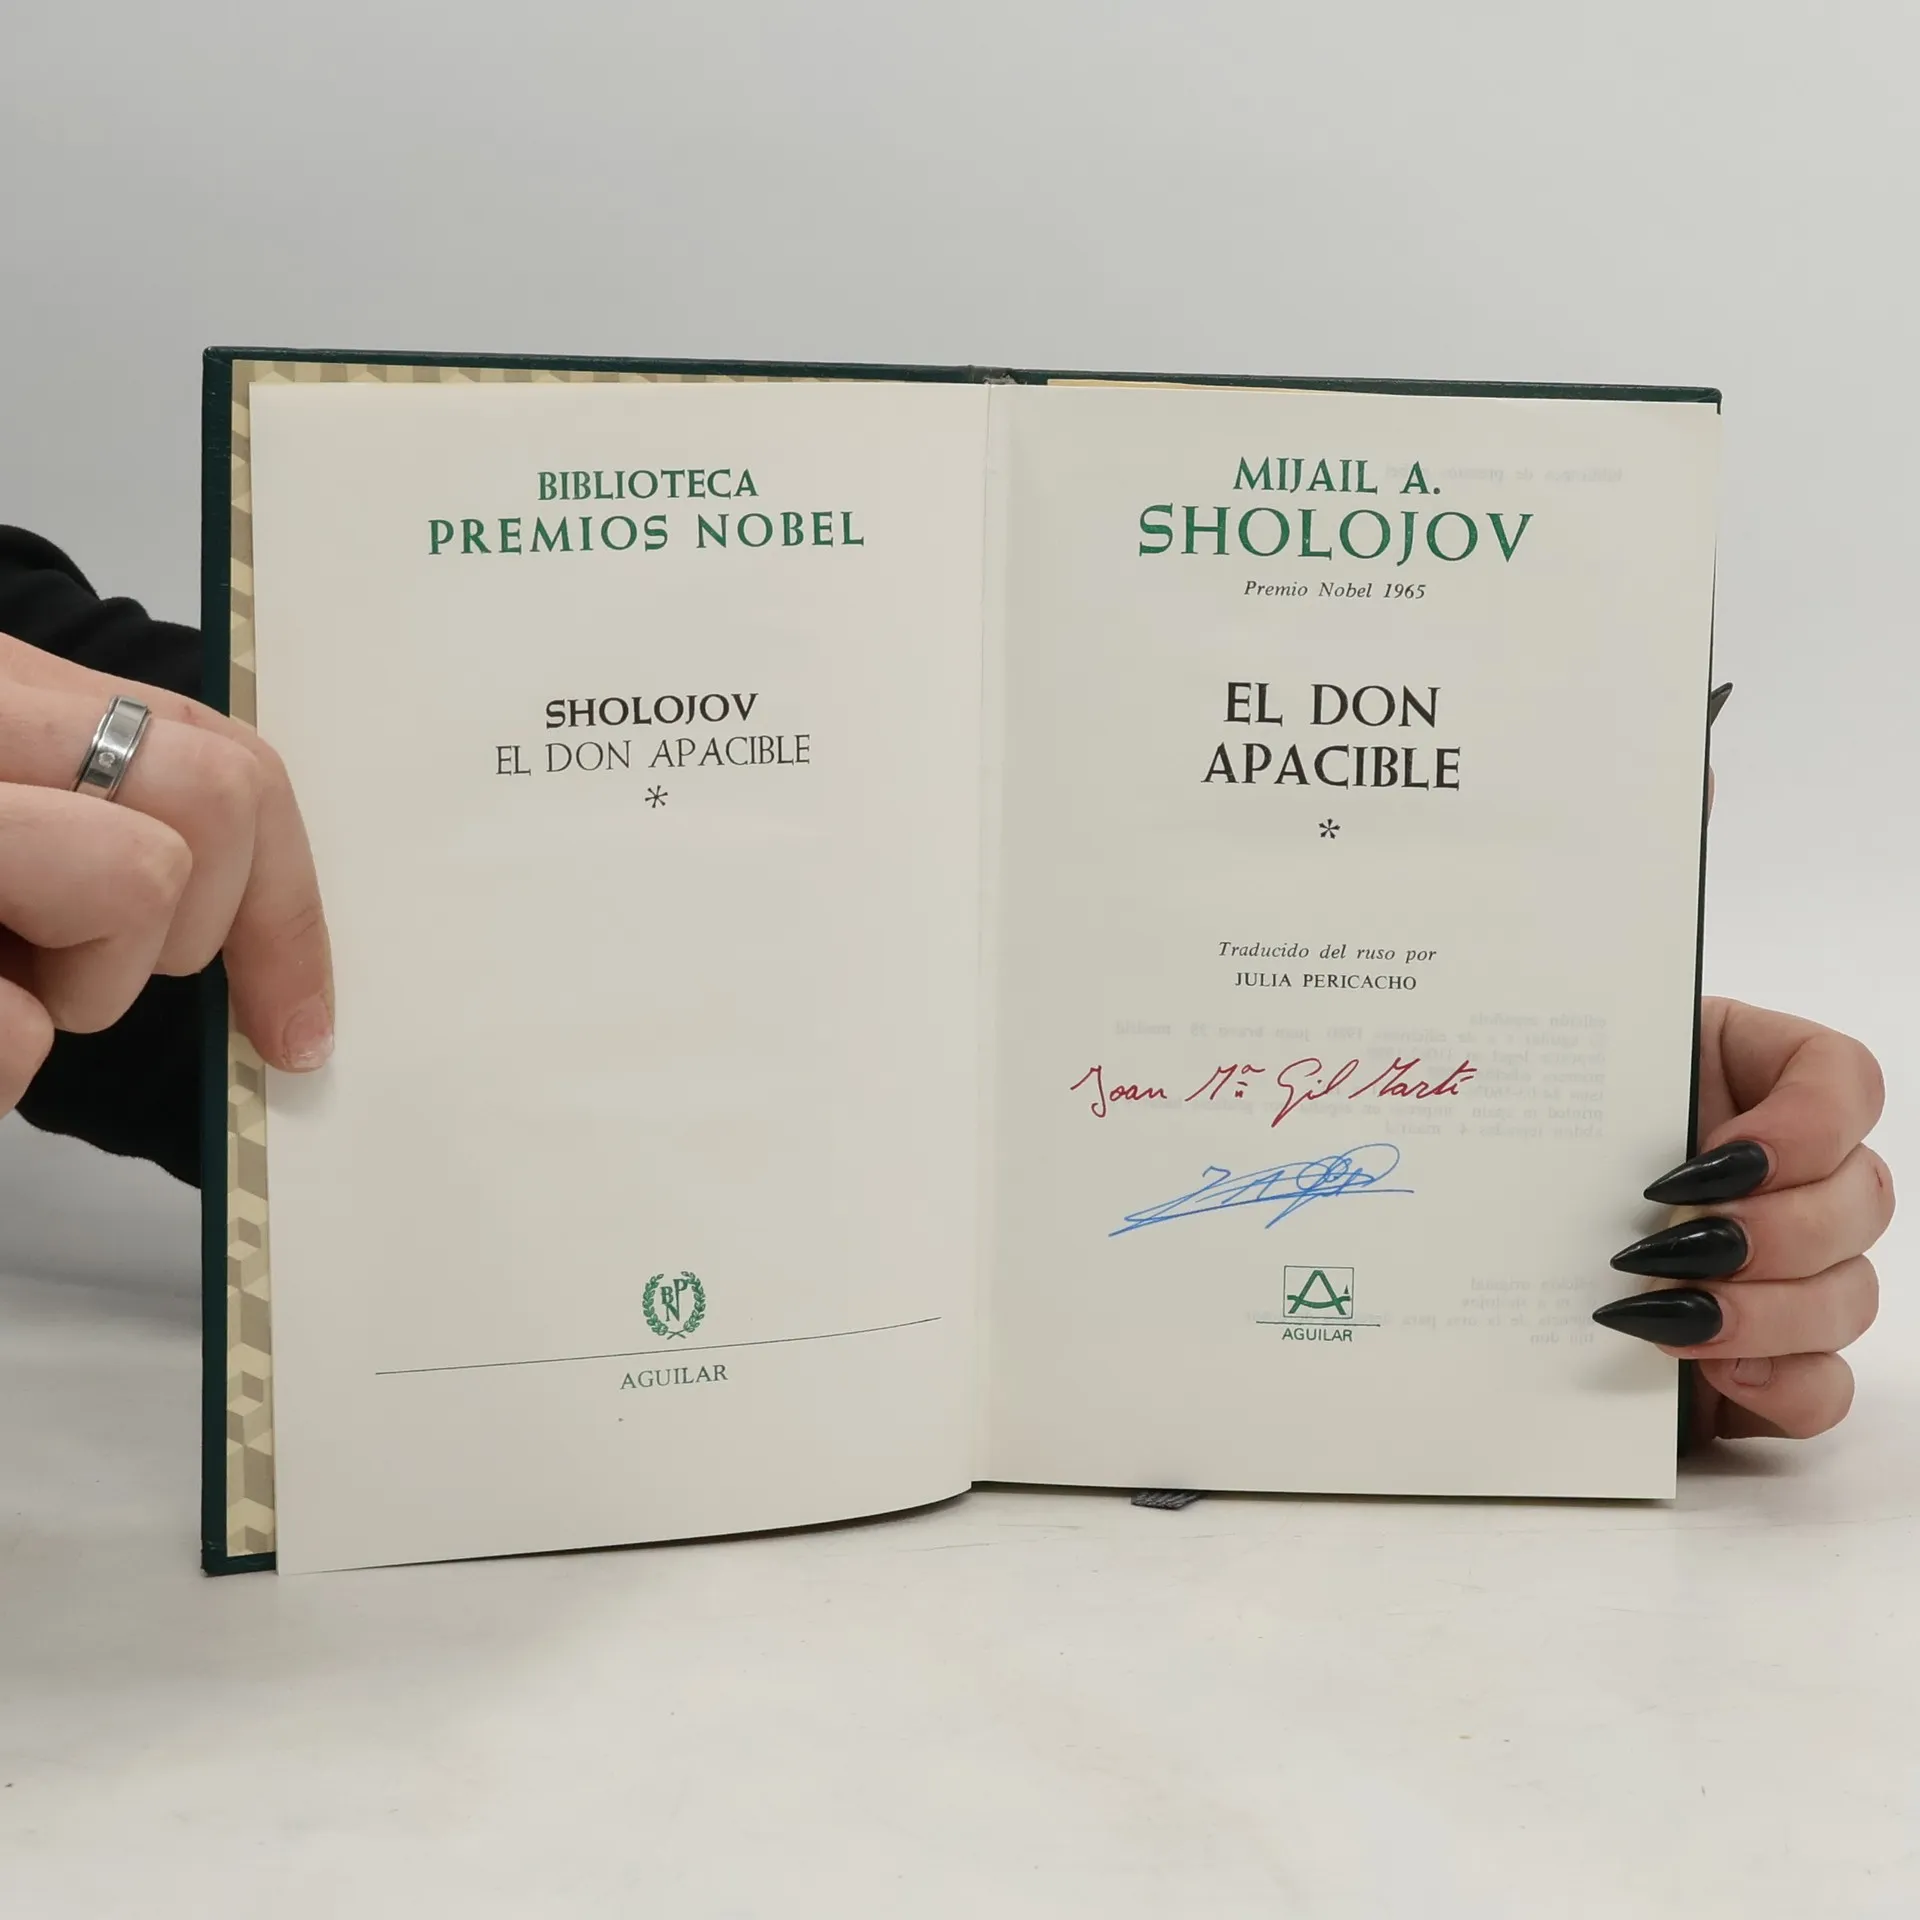 BIBLIOTECA
PREMIOS NOBEL
SHOLOJOV
EL DON APACIBLE
*
BPN
AGUILAR
MIJAIL A.
SHOLOJOV
Premio Nobel 1965
EL DON
APACIBLE
*
Traducido del ruso por
JULIA PERICACHO
Joan Mª Gil Martí
AGUILAR